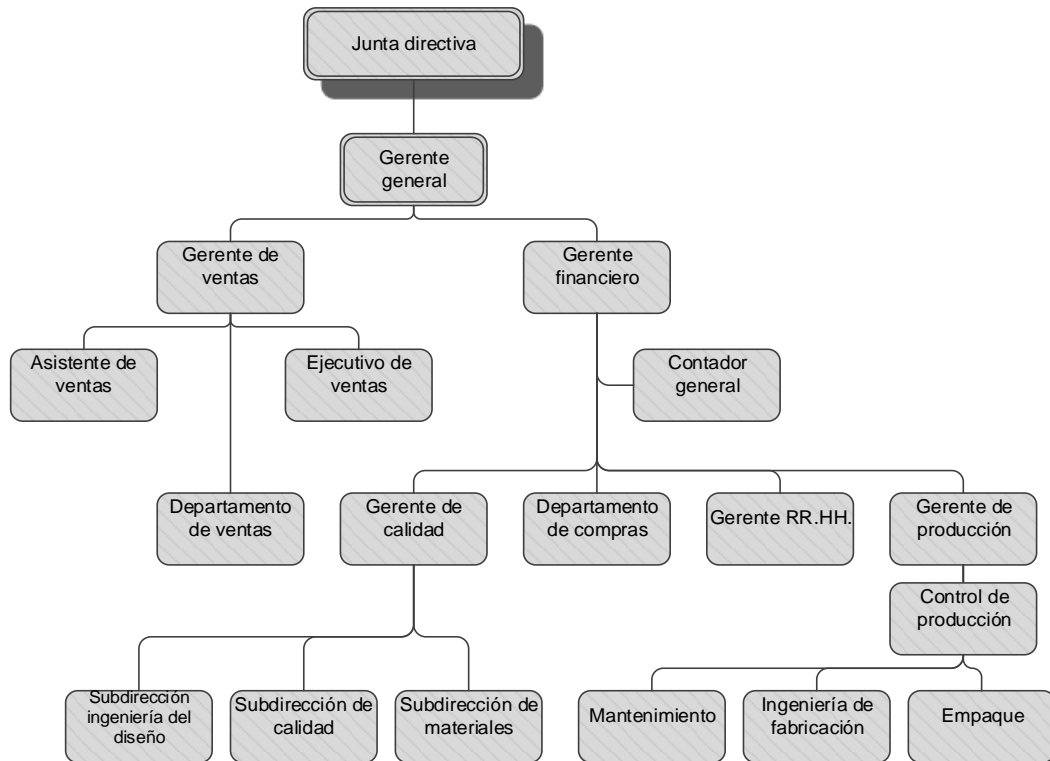 Junta directiva
Gerente
general
Gerente de
ventas
Gerente
financiero
Asistente de
ventas
Ejecutivo de
ventas
Contador
general
Departamento
de ventas
Gerente de
calidad
Departamento
de compras
Gerente RR.HH.
Gerente de
producción
Control de
producción
Subdirección
ingeniería del
diseño
Subdirección de
calidad
Subdirección de
materiales
Mantenimiento
Ingeniería de
fabricación
Empaque